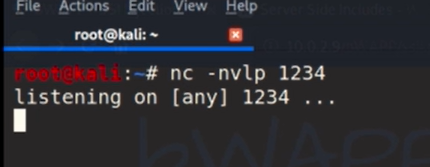 File Actions Edit View Help
root@kali: ~
root@kali:~# nc -nvlp 1234
listening on [any] 1234 ...